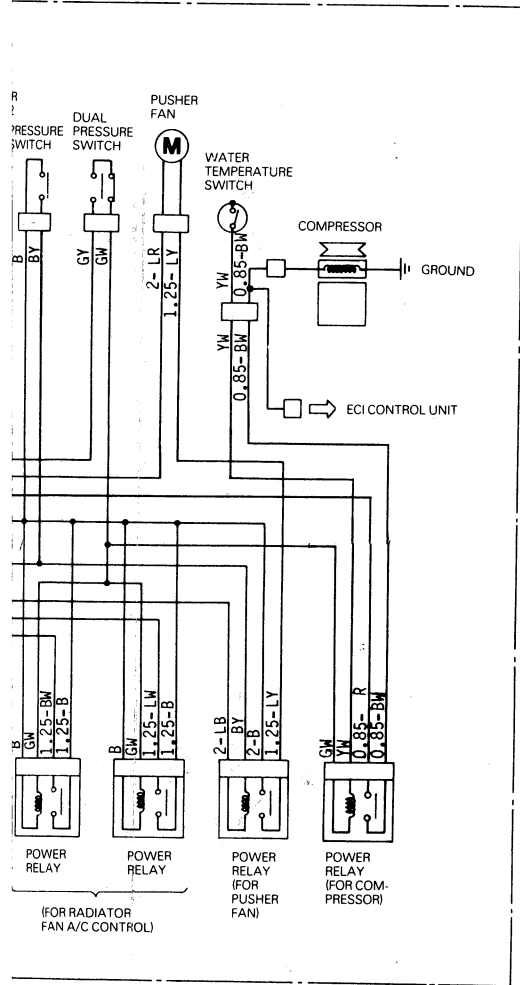 R
2
PRESSURE
SWITCH
DUAL
PRESSURE
SWITCH
PUSHER
FAN
M
WATER
TEMPERATURE
SWITCH
COMPRESSOR
GROUND
B
BY
GY
GW
2- LR
1.25-LY
YW
0.85-BW
YW
0.85-BW
ECI CONTROL UNIT
B
GW
1.25-BW
1.25-B
B
GW
1.25-LW
1.25-B
2-LB
BY
2-B
1.25-LY
GW
YW
0.85- R
0.85-BW
POWER
RELAY
POWER
RELAY
POWER
RELAY
(FOR
PUSHER
FAN)
POWER
RELAY
(FOR COM-
PRESSOR)
(FOR RADIATOR
FAN A/C CONTROL)